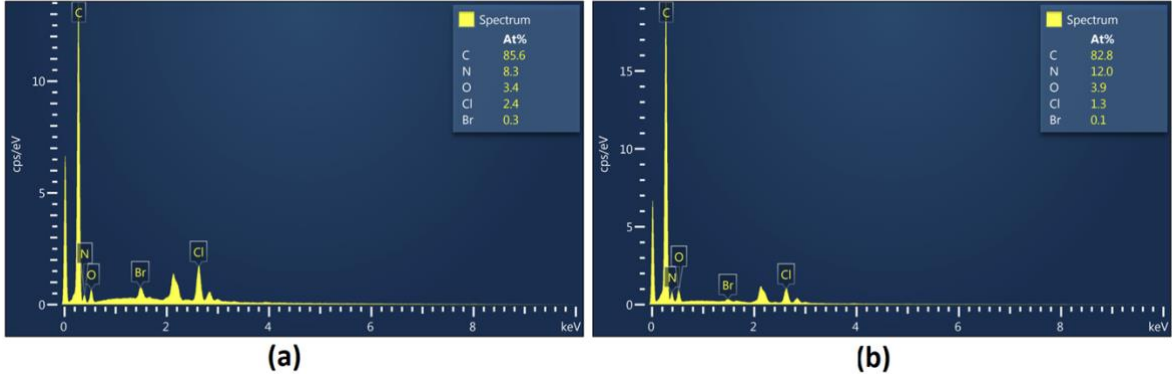 C
Spectrum
At%
C 85.6
N 8.3
O 3.4
Cl 2.4
Br 0.3
10
cps/eV
5
N
O
Br
Cl
0
0 2 4 6 8 keV
(a)
C
Spectrum
At%
C 82.8
N 12.0
O 3.9
Cl 1.3
Br 0.1
15
10
cps/eV
5
O
N
Br
Cl
0
0 2 4 6 8 keV
(b)